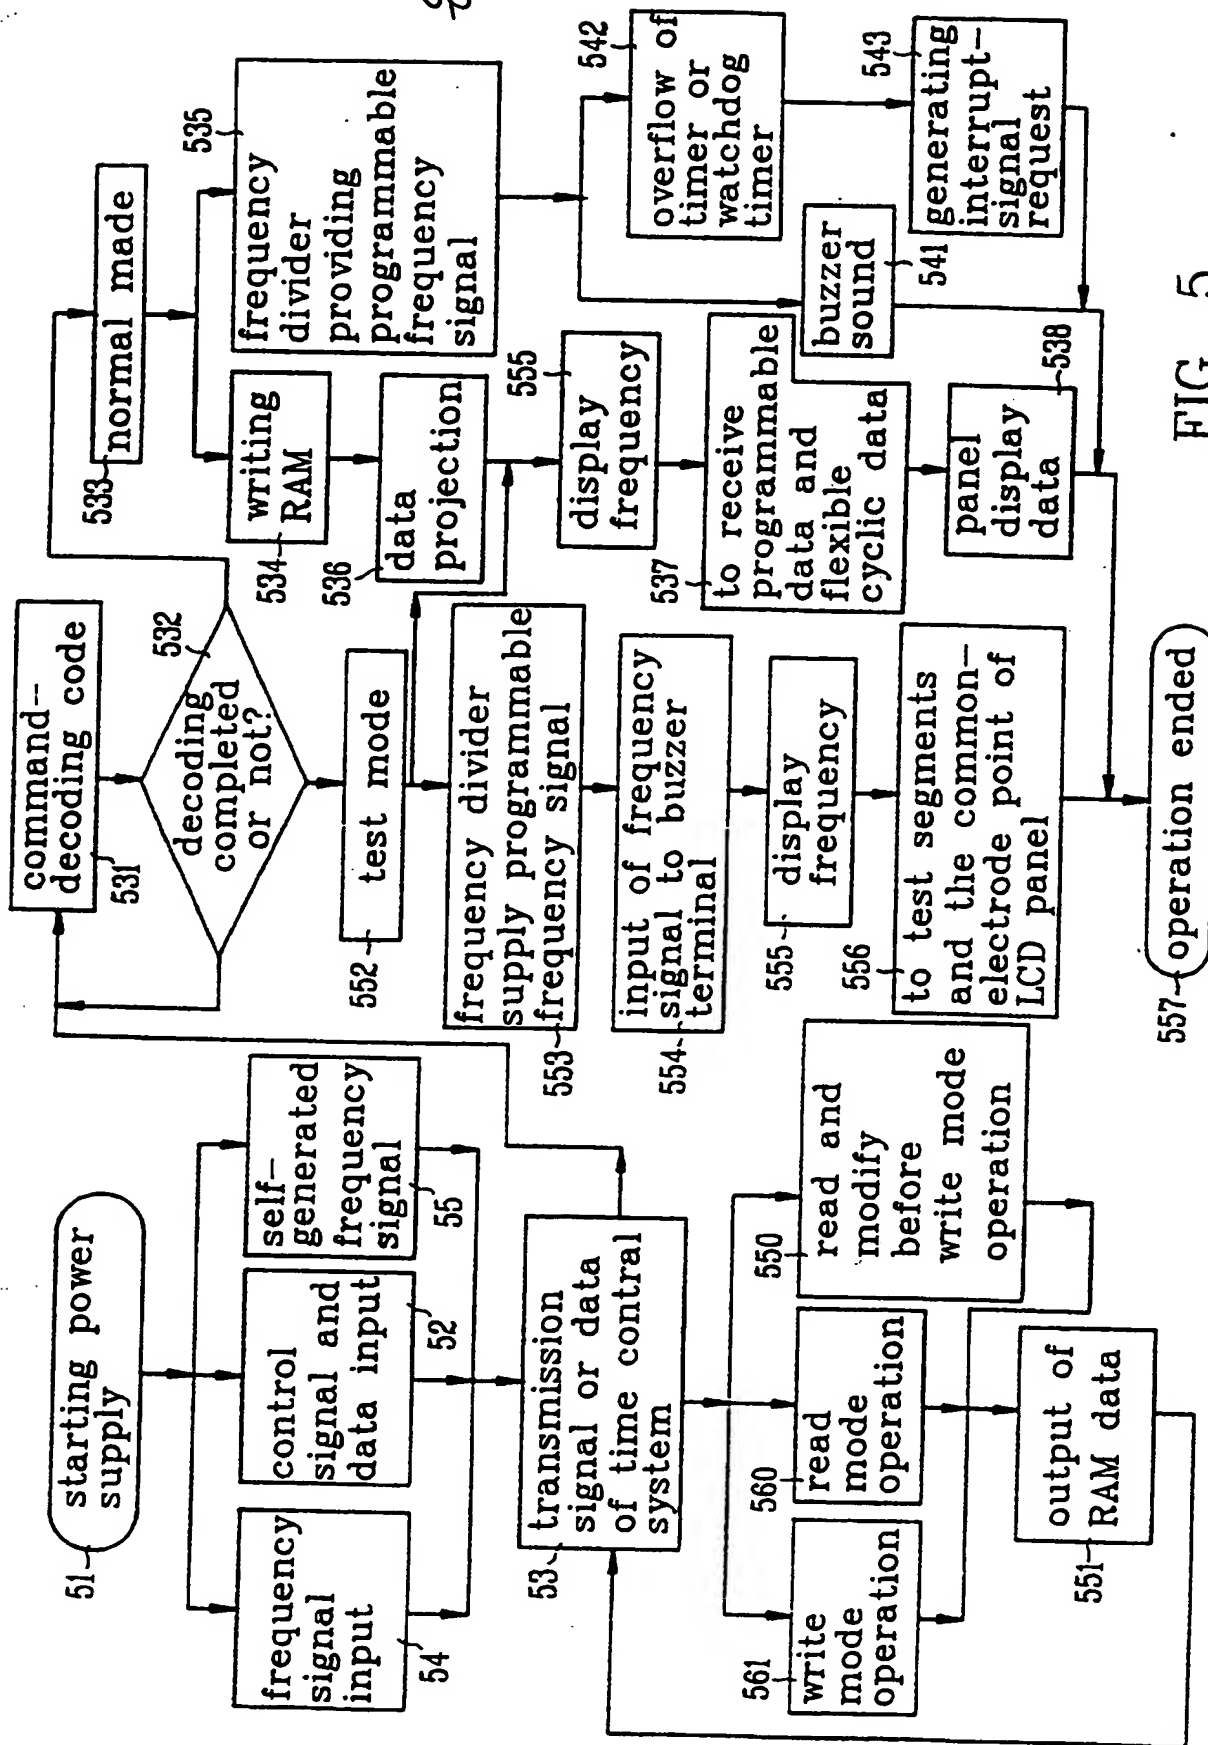 51
starting power
supply
frequency
signal
input
54
control
signal and
data input
52
self-
generated
frequency
signal
55
53
transmission
signal or data
of time contral
system
561
write
mode
operation
560
read
mode
operation
550
read and
modify
before
write mode
operation
output of
RAM data
551
command-
decoding code
531
decoding
completed
or not?
532
552
test mode
frequency divider
supply programmable
frequency signal
553
input of frequency
signal to buzzer
terminal
554
display
frequency
555
556
to test segments
and the common-
electrode point of
LCD panel
557
operation ended
533
normal made
writing
RAM
534
535
frequency
divider
providing
programmable
frequency
signal
536
data
projection
555
display
frequency
537
to receive
programmable
data and
flexible
cyclic data
panel
display
data
538
buzzer
sound
541
542
overflow of
timer or
watchdog
timer
543
generating
interrupt-
signal
request
FIG. 5